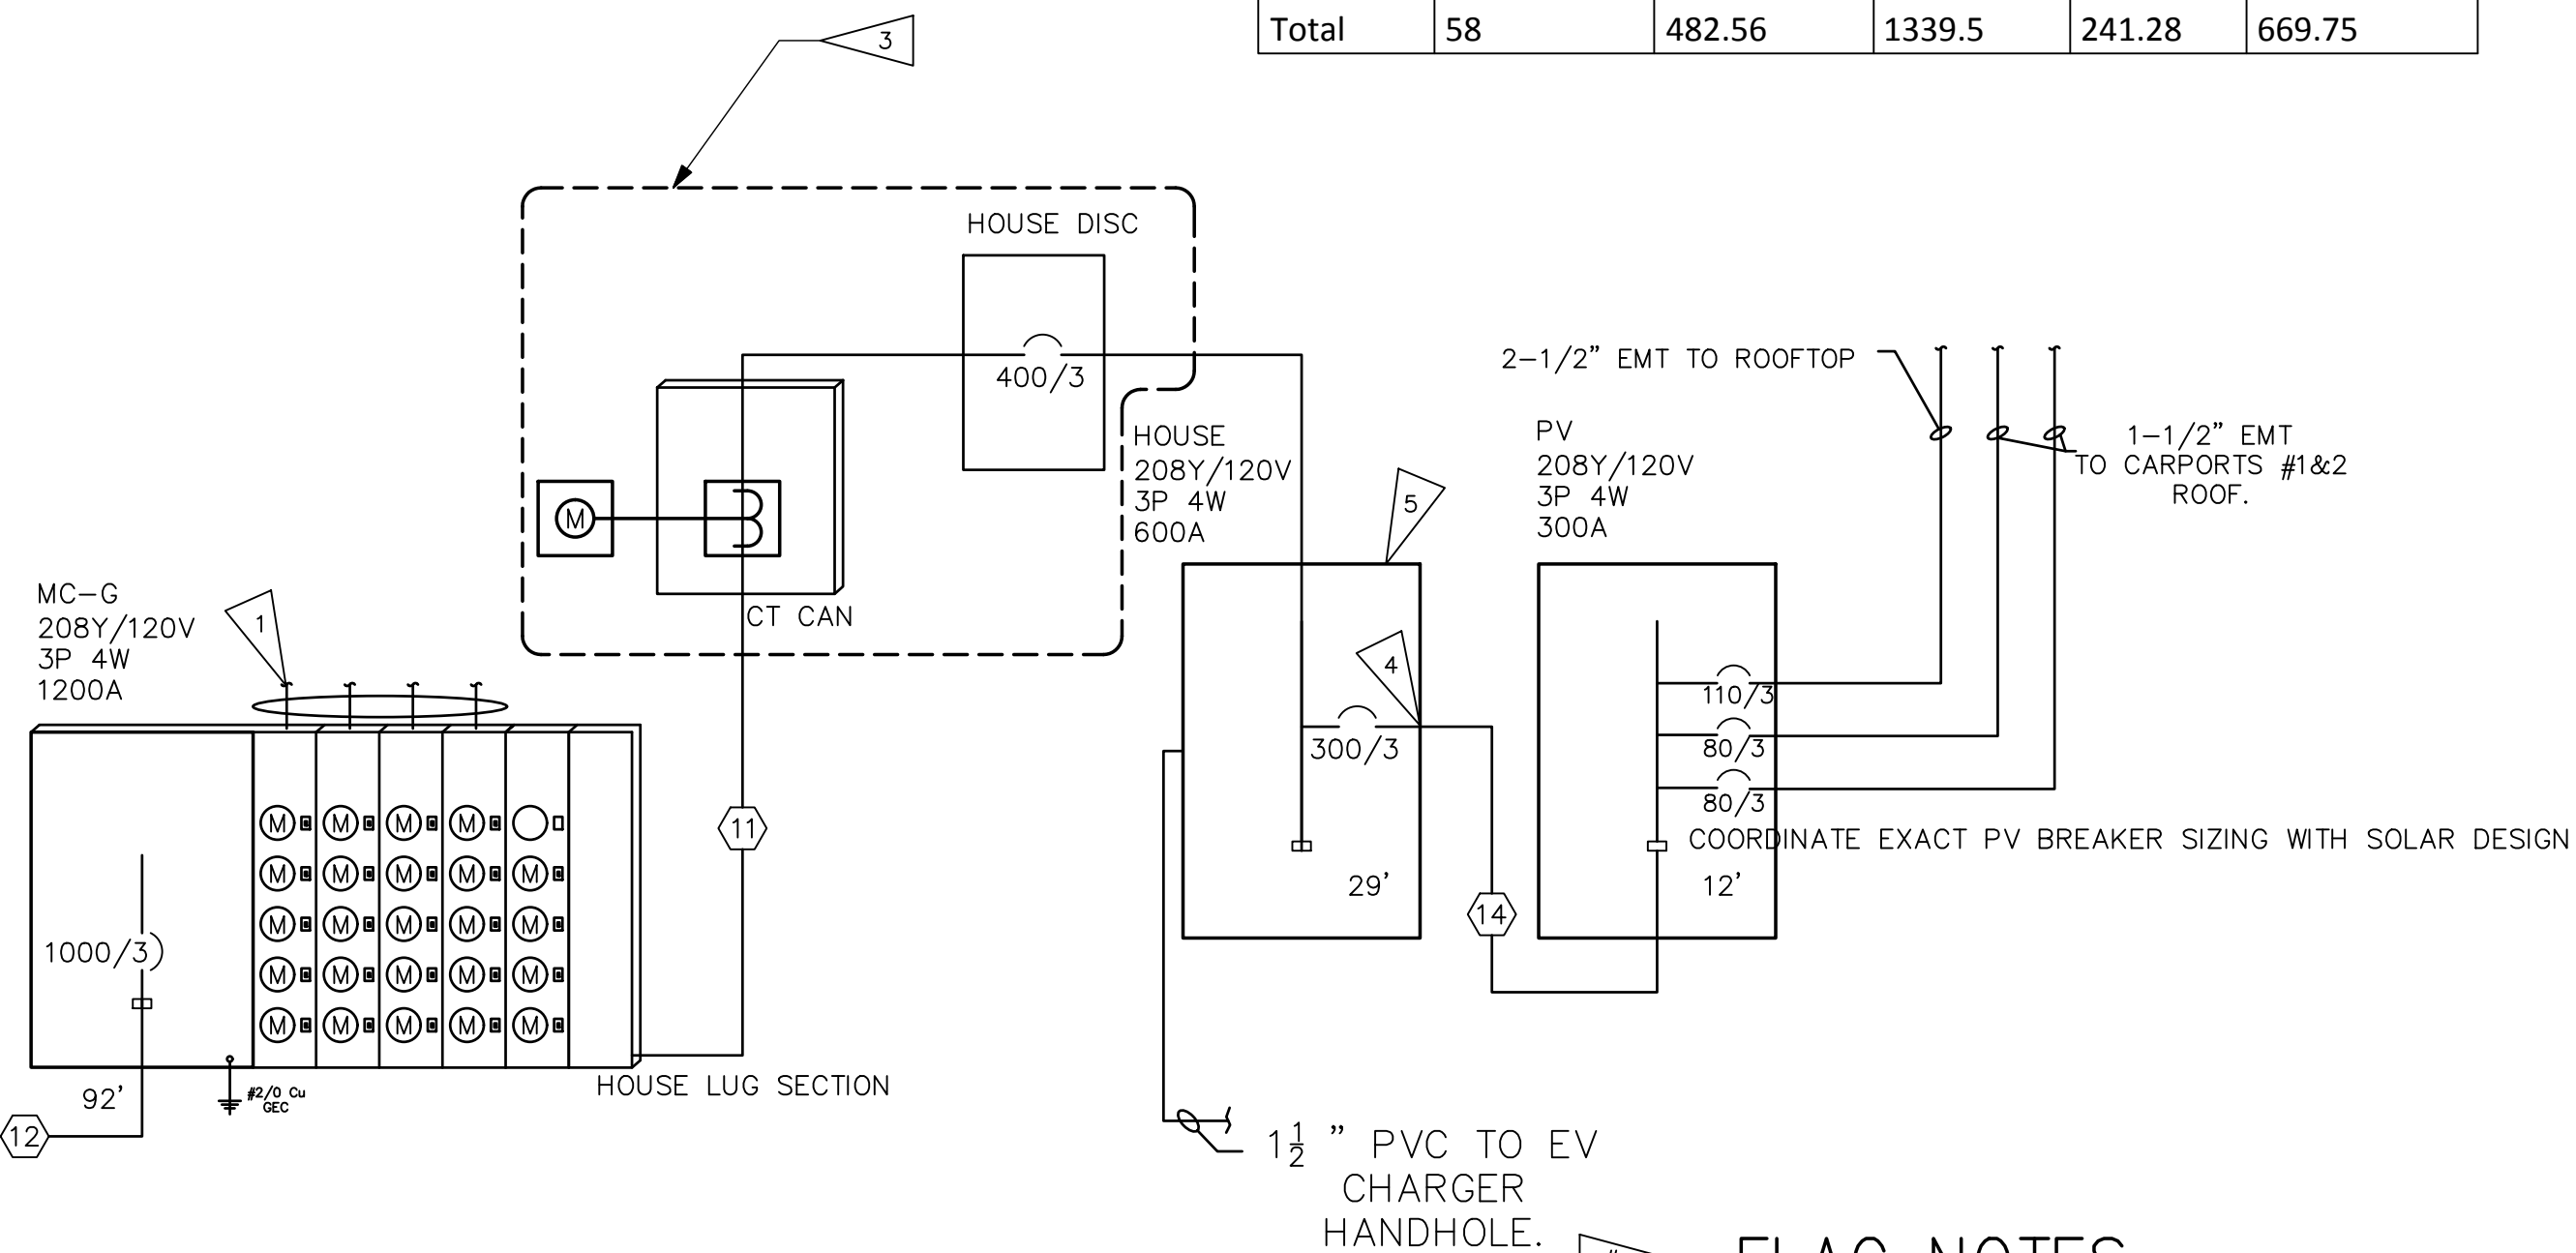 Total 58 482.56 1339.5 241.28 669.75
3
HOUSE DISC
400/3
2-1/2” EMT TO ROOFTOP
1-1/2” EMT
TO CARPORTS #1&2
ROOF.
HOUSE
208Y/120V
3P 4W
600A
PV
208Y/120V
3P 4W
300A
5
M
CT CAN
MC-G
208Y/120V
3P 4W
1200A
1
4
300/3
110/3
80/3
80/3
COORDINATE EXACT PV BREAKER SIZING WITH SOLAR DESIGN
29’
12’
11
14
M M M M
M M M M M
M M M M M
M M M M M
M M M M M
1000/3
HOUSE LUG SECTION
92’
#2/0 Cu
GEC
12
1 1/2 ” PVC TO EV
CHARGER
HANDHOLE.
# FLAG NOTES